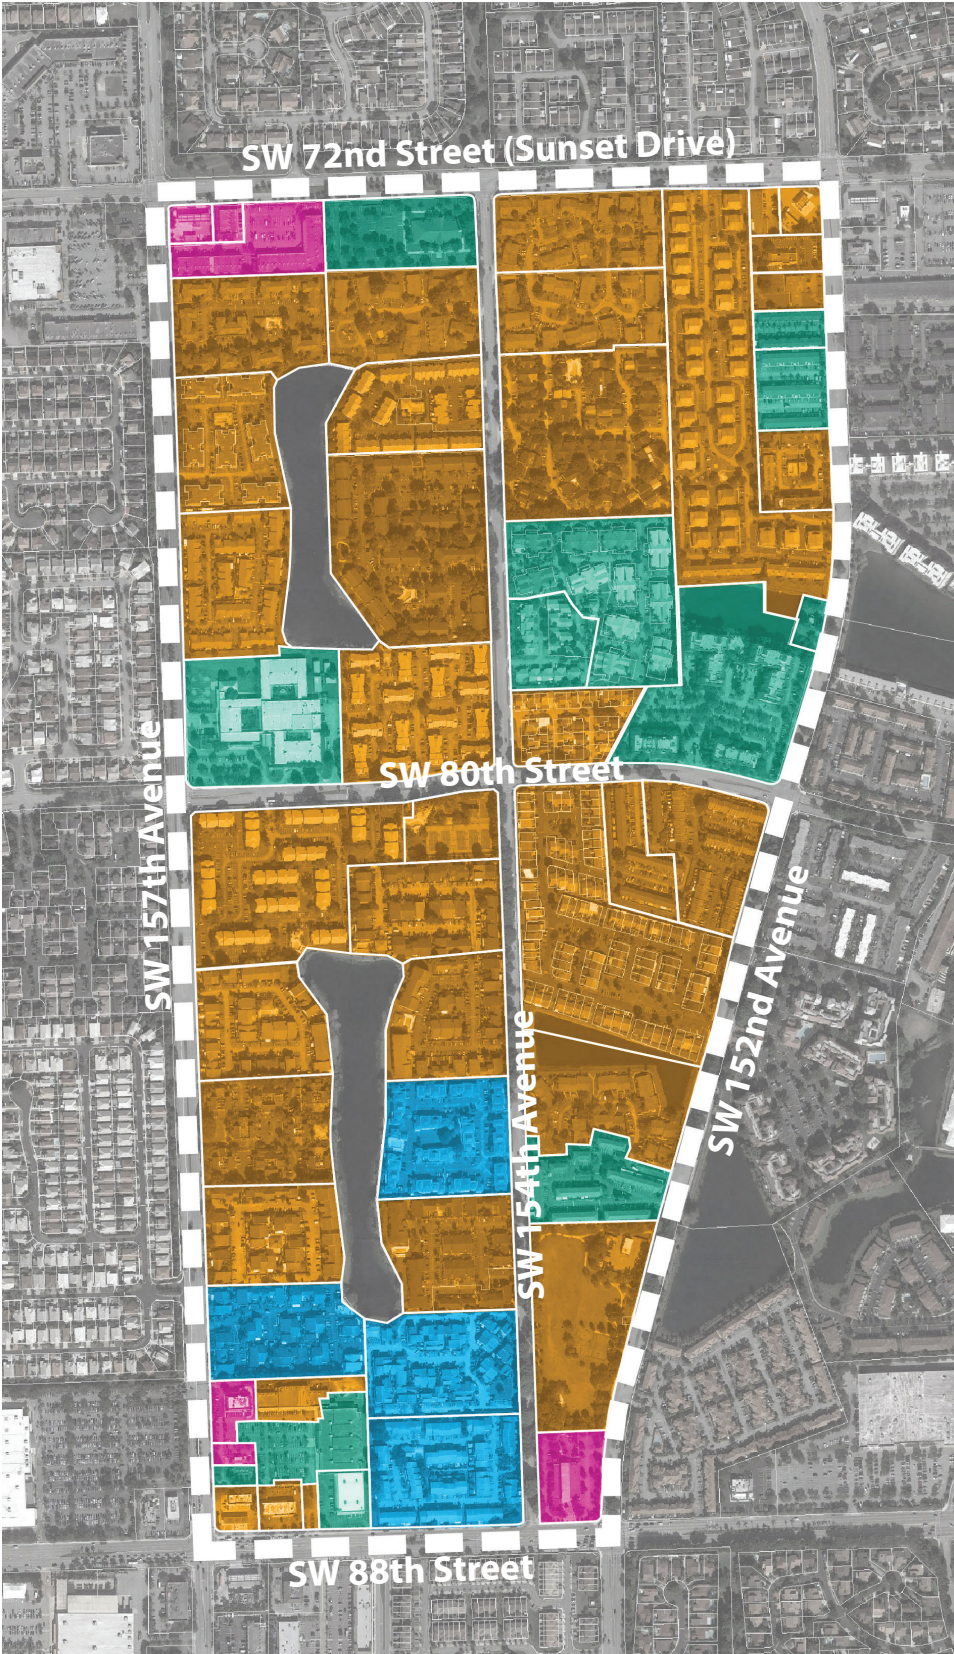 SW 72nd Street (Sunset Drive)
SW 157th Avenue
SW 80th Street
SW 152nd Avenue
SW 154th Avenue
SW 88th Street